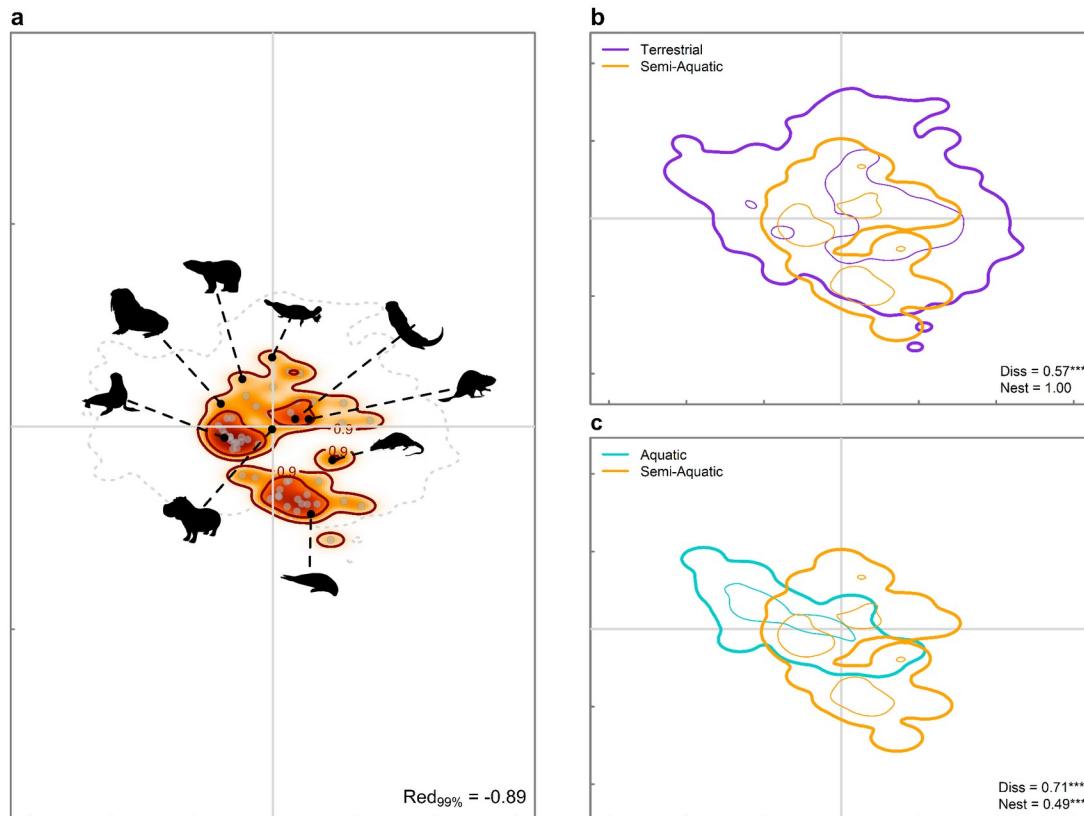 a
0.9
0.9
0.9
Red99% = -0.89
b
Terrestrial
Semi-Aquatic
Diss = 0.57***
Nest = 1.00
c
Aquatic
Semi-Aquatic
Diss = 0.71***
Nest = 0.49***